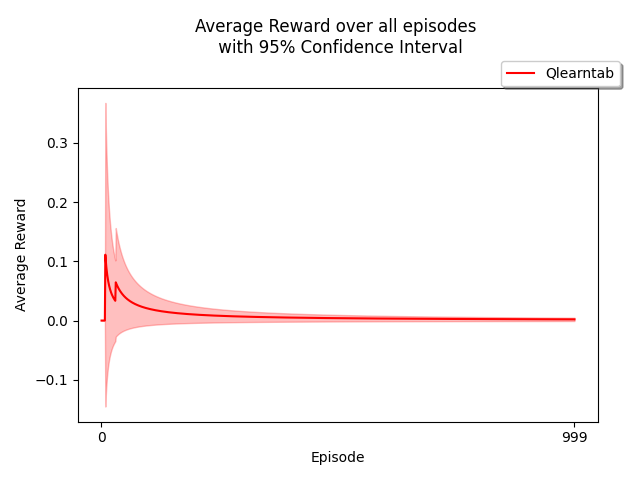 Average Reward over all episodes
with 95% Confidence Interval
Qlearntab
0.3
0.2
0.1
0.0
−0.1
Average Reward
0
999
Episode